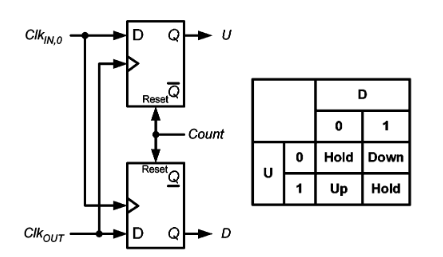 Clk_IN,0
D Q
U
Q̅
Reset
Count
Reset
Q̅
Clk_OUT
D Q
D
D
0 1
U 0 Hold Down
1 Up Hold